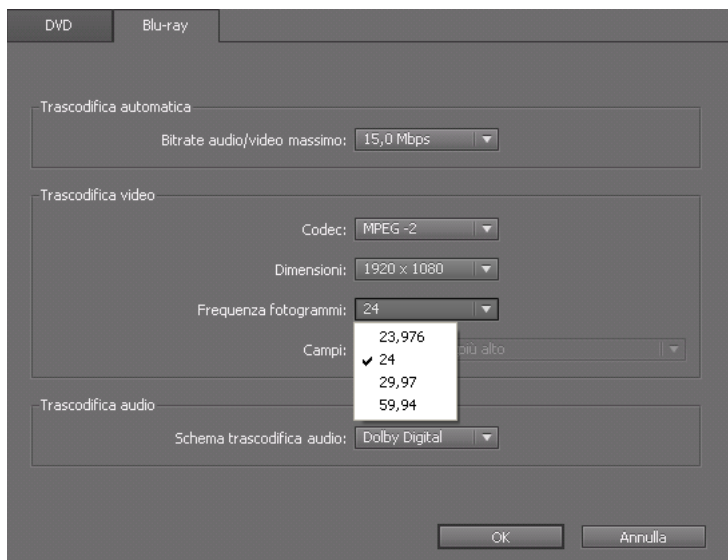 DVD Blu-ray
Trascodifica automatica
Bitrate audio/video massimo: 15,0 Mbps
Trascodifica video
Codec: MPEG -2
Dimensioni: 1920 x 1080
Frequenza fotogrammi: 24
23,976
Campi: più alto
24
29,97
59,94
Trascodifica audio
Schema trascodifica audio: Dolby Digital
OK Annulla